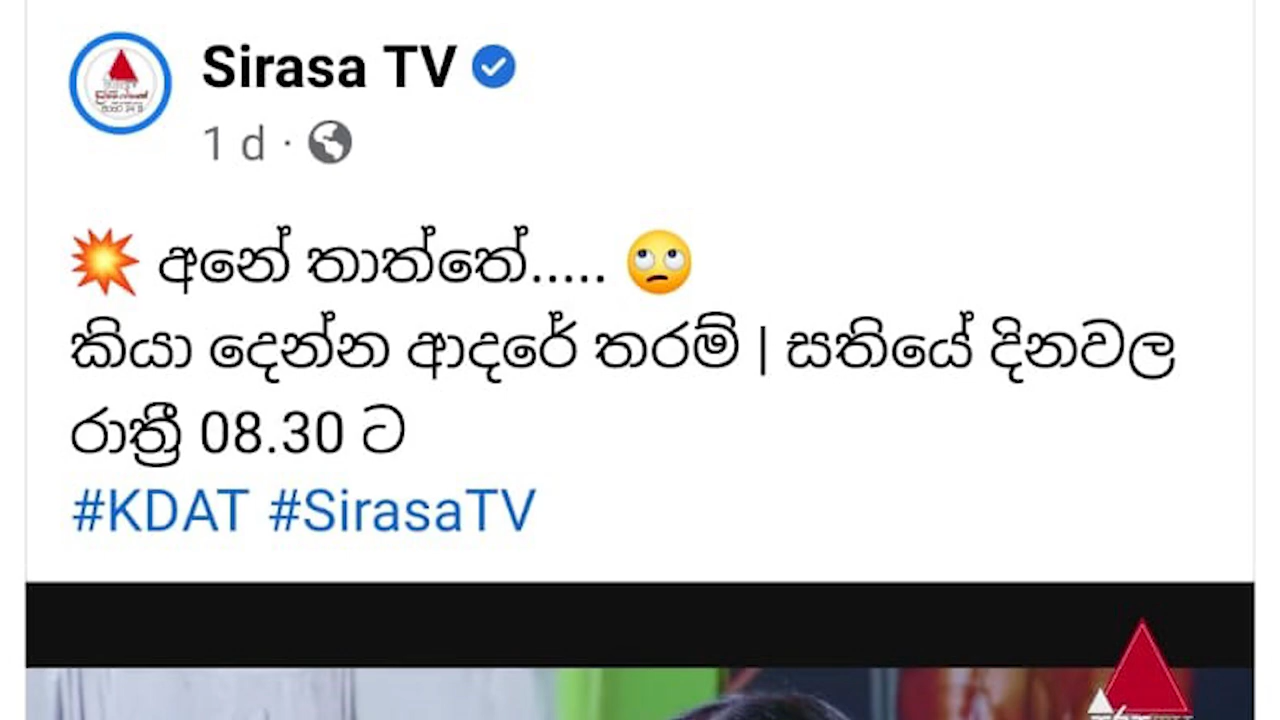 Sirasa TV
1 d ·
💥 අනේ තාත්තේ..... 🙄
කියා දෙන්න ආදරේ තරම් | සතියේ දිනවල
රාත්‍රී 08.30 ට
#KDAT #SirasaTV